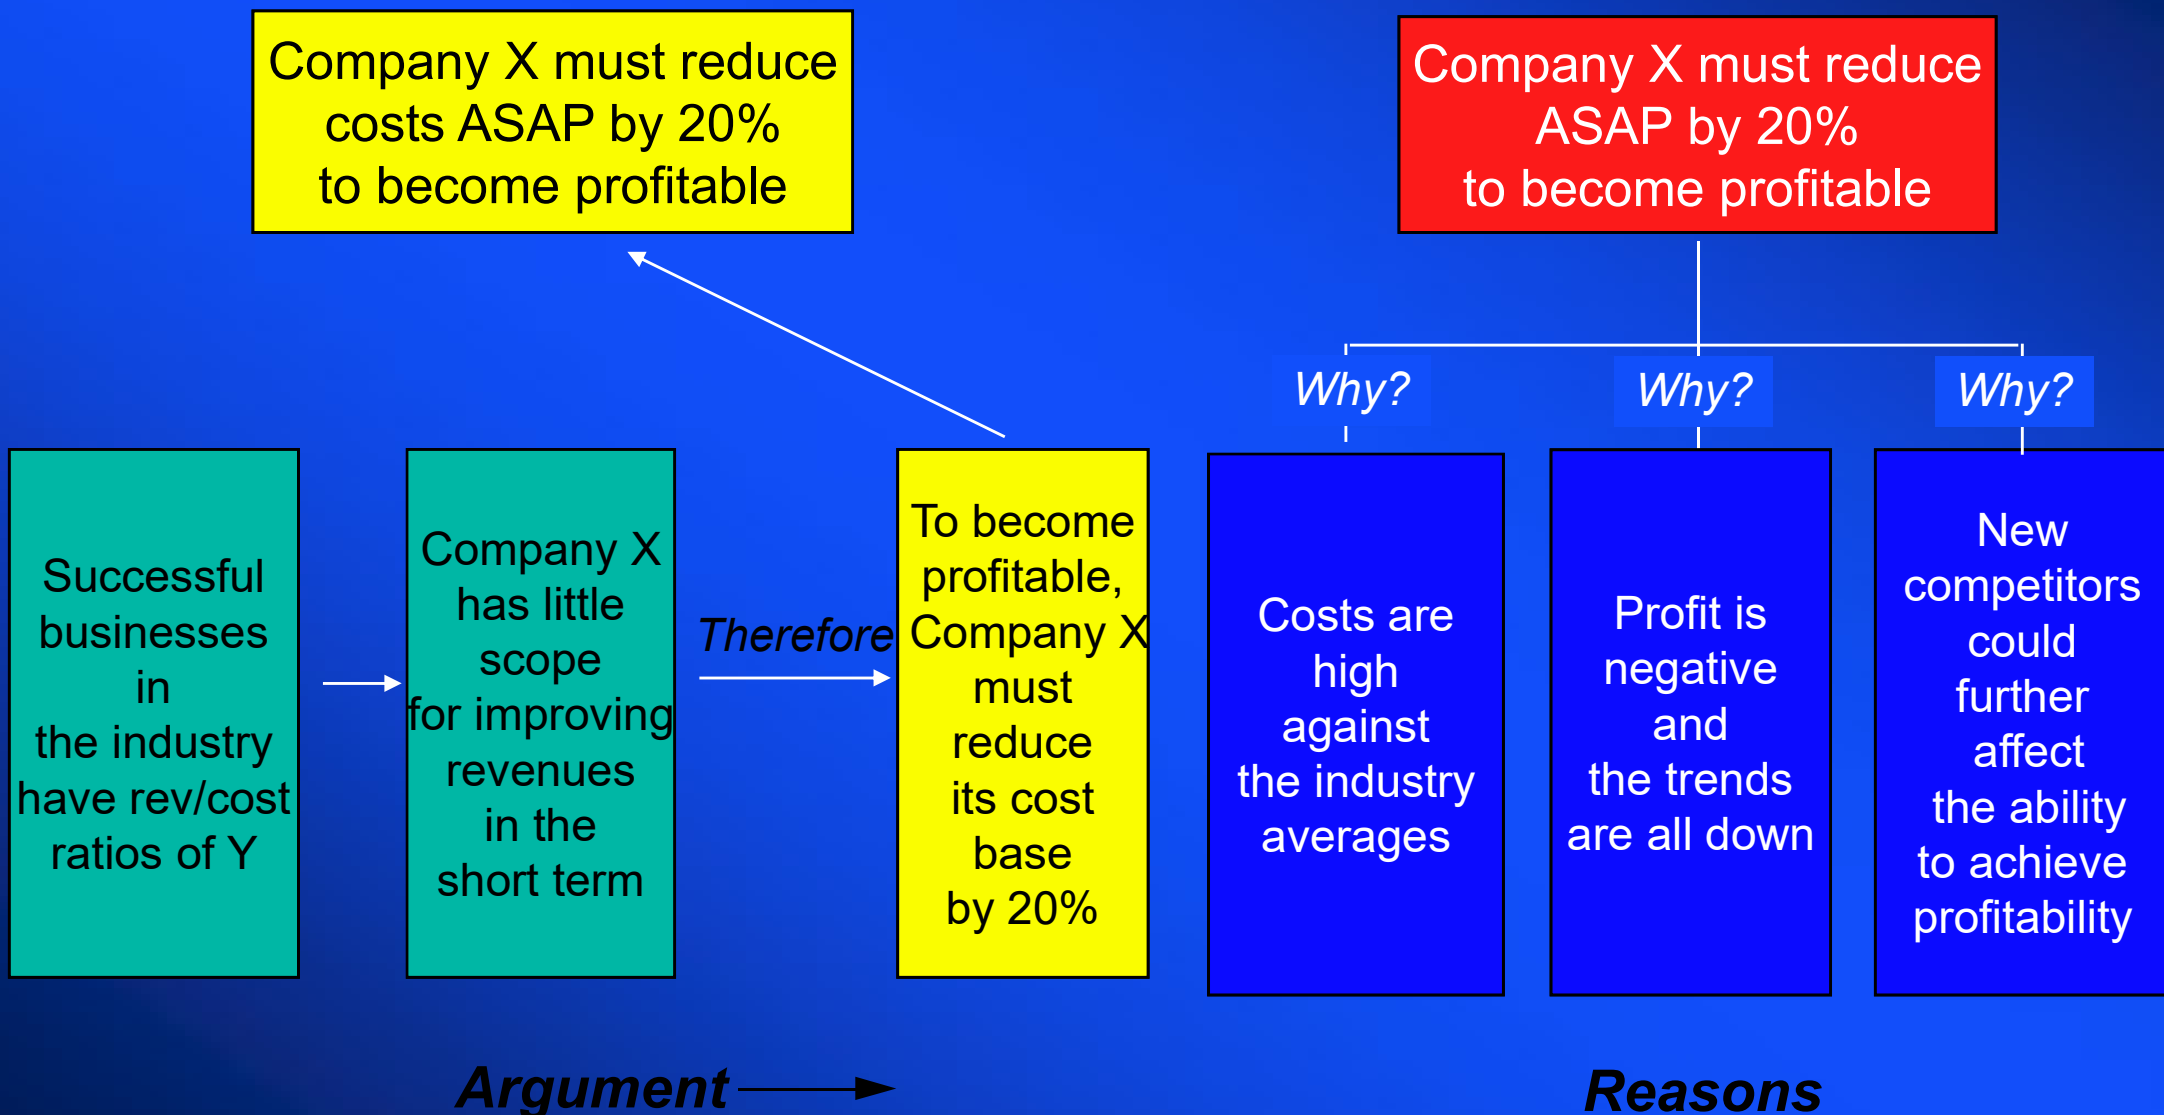 Company X must reduce
costs ASAP by 20%
to become profitable
Company X must reduce
ASAP by 20%
to become profitable
Why?
Why?
Why?
Successful
businesses
in
the industry
have rev/cost
ratios of Y
Company X
has little
scope
for improving
revenues
in the
short term
Therefore
To become
profitable,
Company X
must
reduce
its cost
base
by 20%
Costs are
high
against
the industry
averages
Profit is
negative
and
the trends
are all down
New
competitors
could
further
affect
the ability
to achieve
profitability
Argument
Reasons